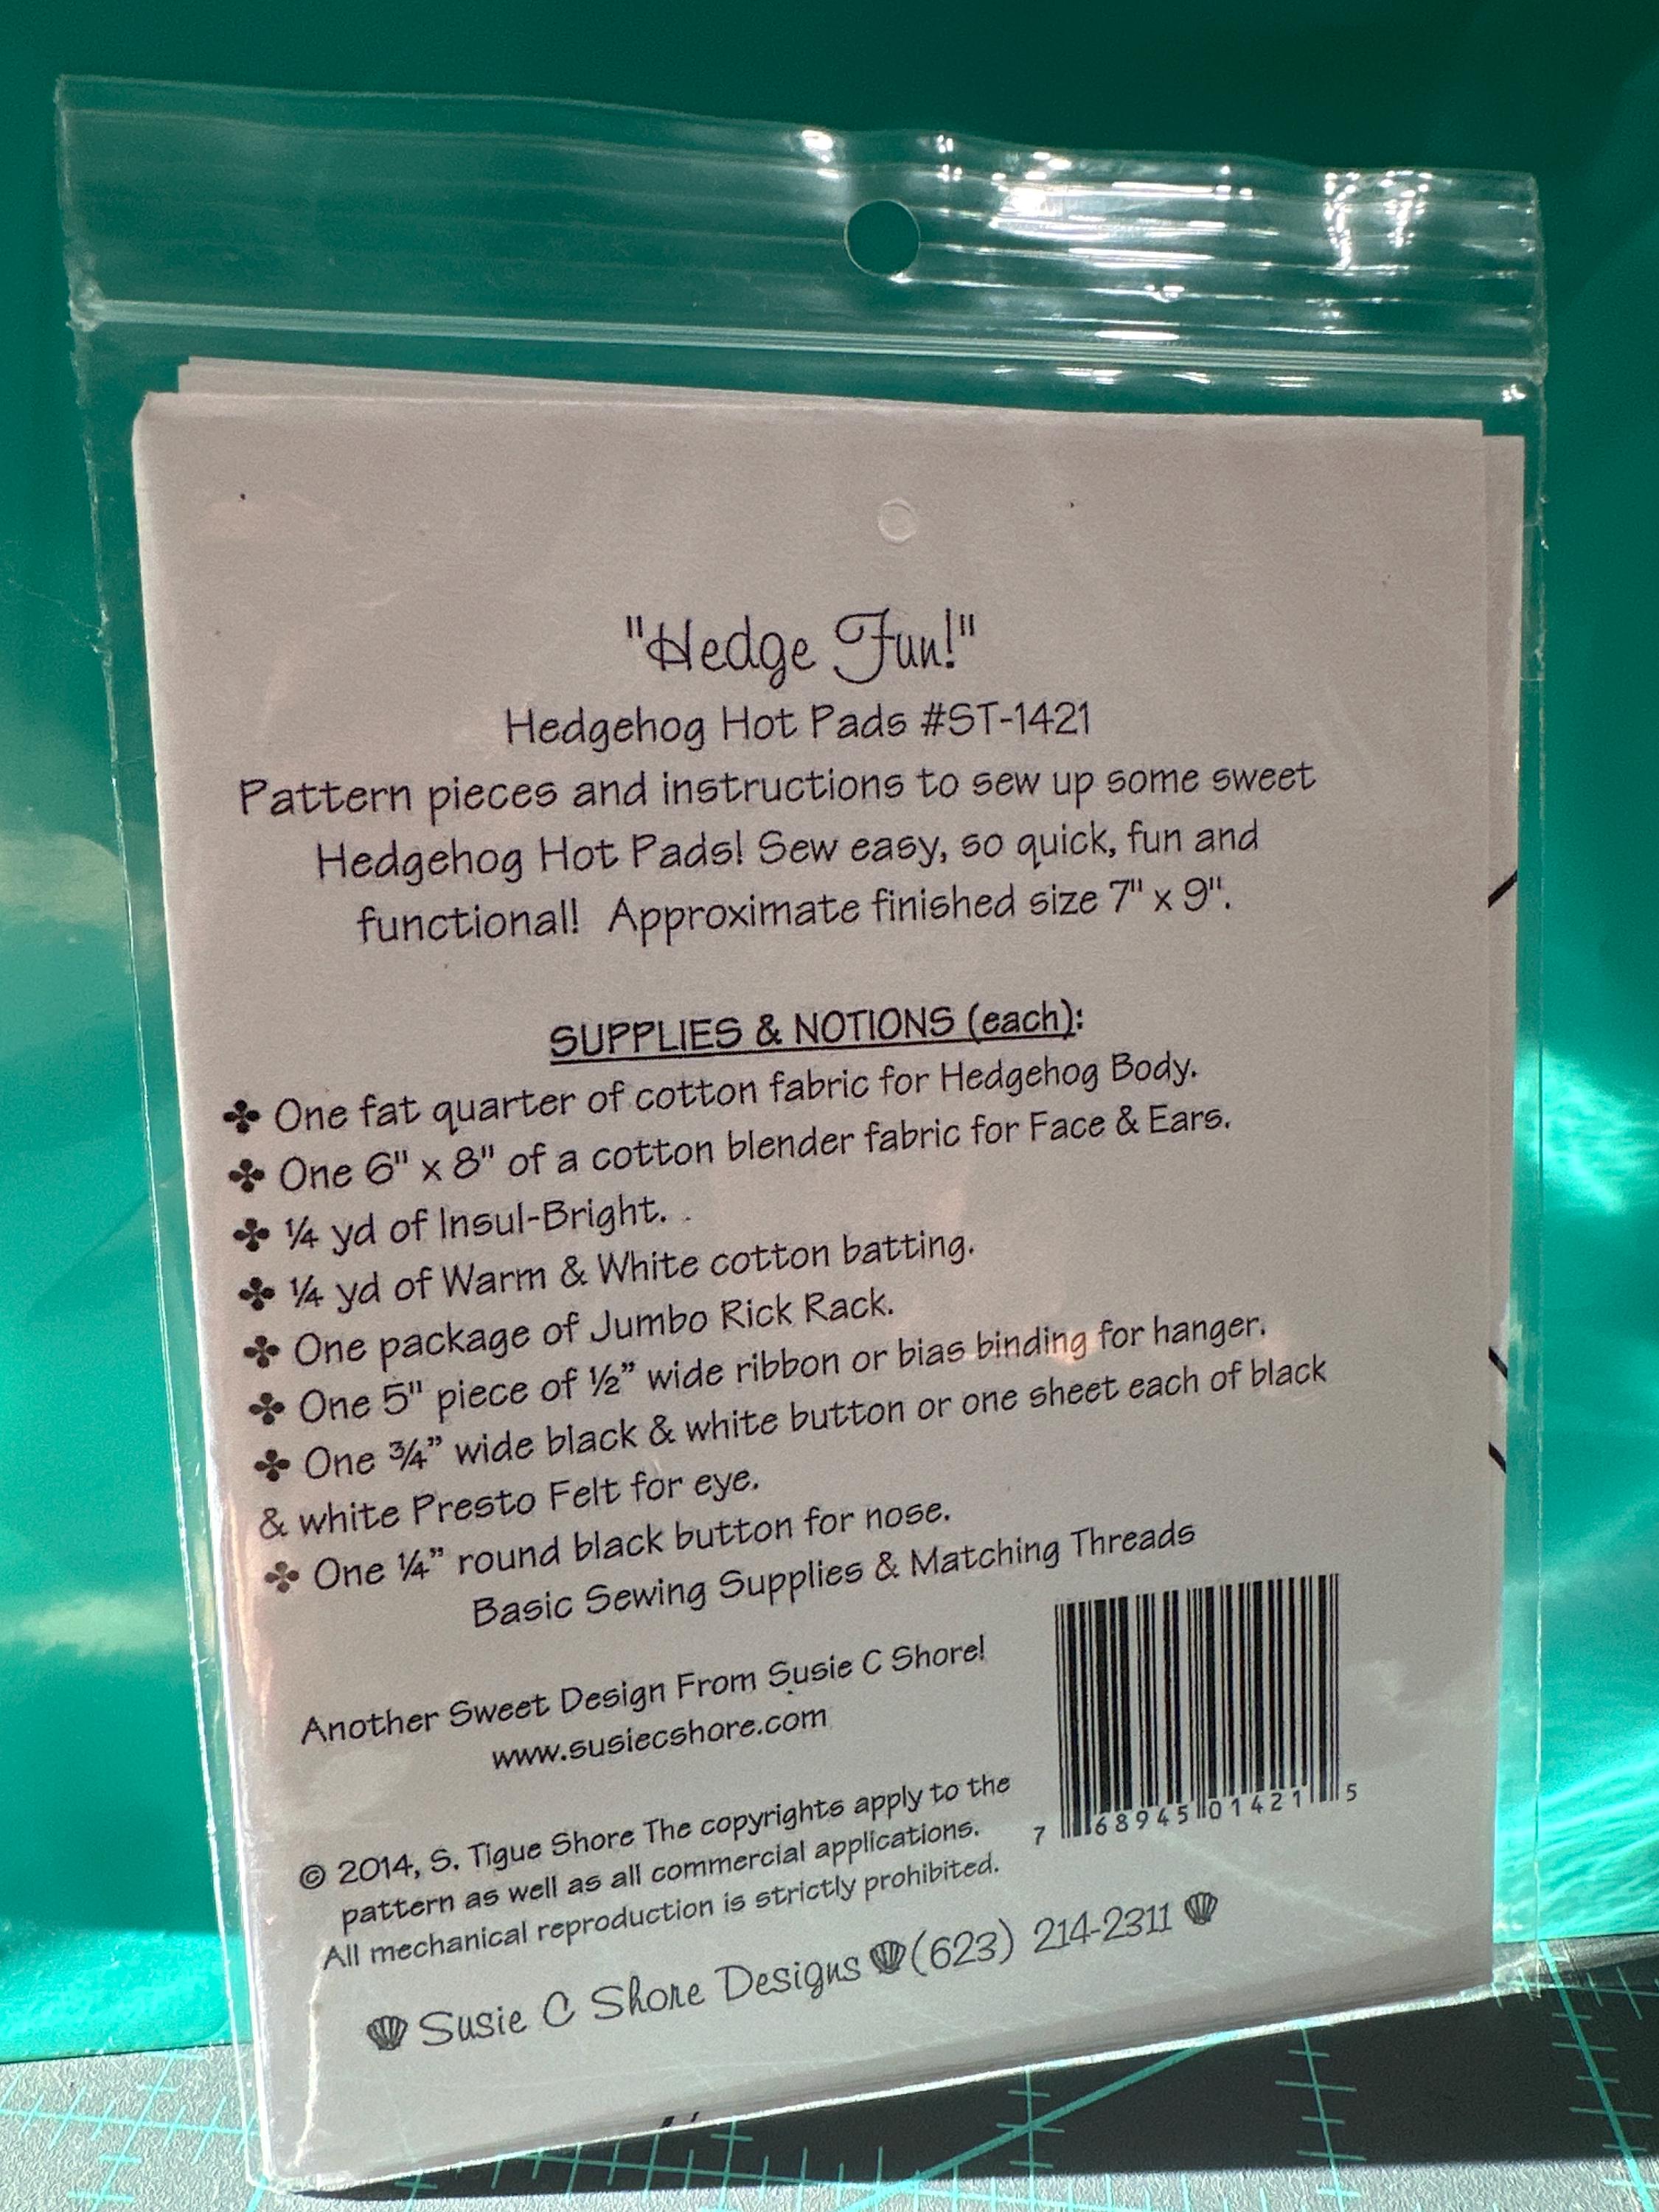 "Hedge Fun!"
Hedgehog Hot Pads #ST-1421
Pattern pieces and instructions to sew up some sweet
Hedgehog Hot Pads! Sew easy, so quick, fun and
functional! Approximate finished size 7" x 9".
SUPPLIES & NOTIONS (each):
✤ One fat quarter of cotton fabric for Hedgehog Body.
✤ One 6" x 8" of a cotton blender fabric for Face & Ears.
✤ ¼ yd of Insul-Bright.
✤ ¼ yd of Warm & White cotton batting.
✤ One package of Jumbo Rick Rack.
✤ One 5" piece of ½” wide ribbon or bias binding for hanger.
✤ One ¾” wide black & white button or one sheet each of black
& white Presto Felt for eye.
✤ One ¼” round black button for nose.
Basic Sewing Supplies & Matching Threads
Another Sweet Design From Susie C Shore!
www.susiecshore.com
© 2014, S. Tigue Shore The copyrights apply to the
pattern as well as all commercial applications.
All mechanical reproduction is strictly prohibited.
7 68945 01421 5
Susie C Shore Designs (623) 214-2311